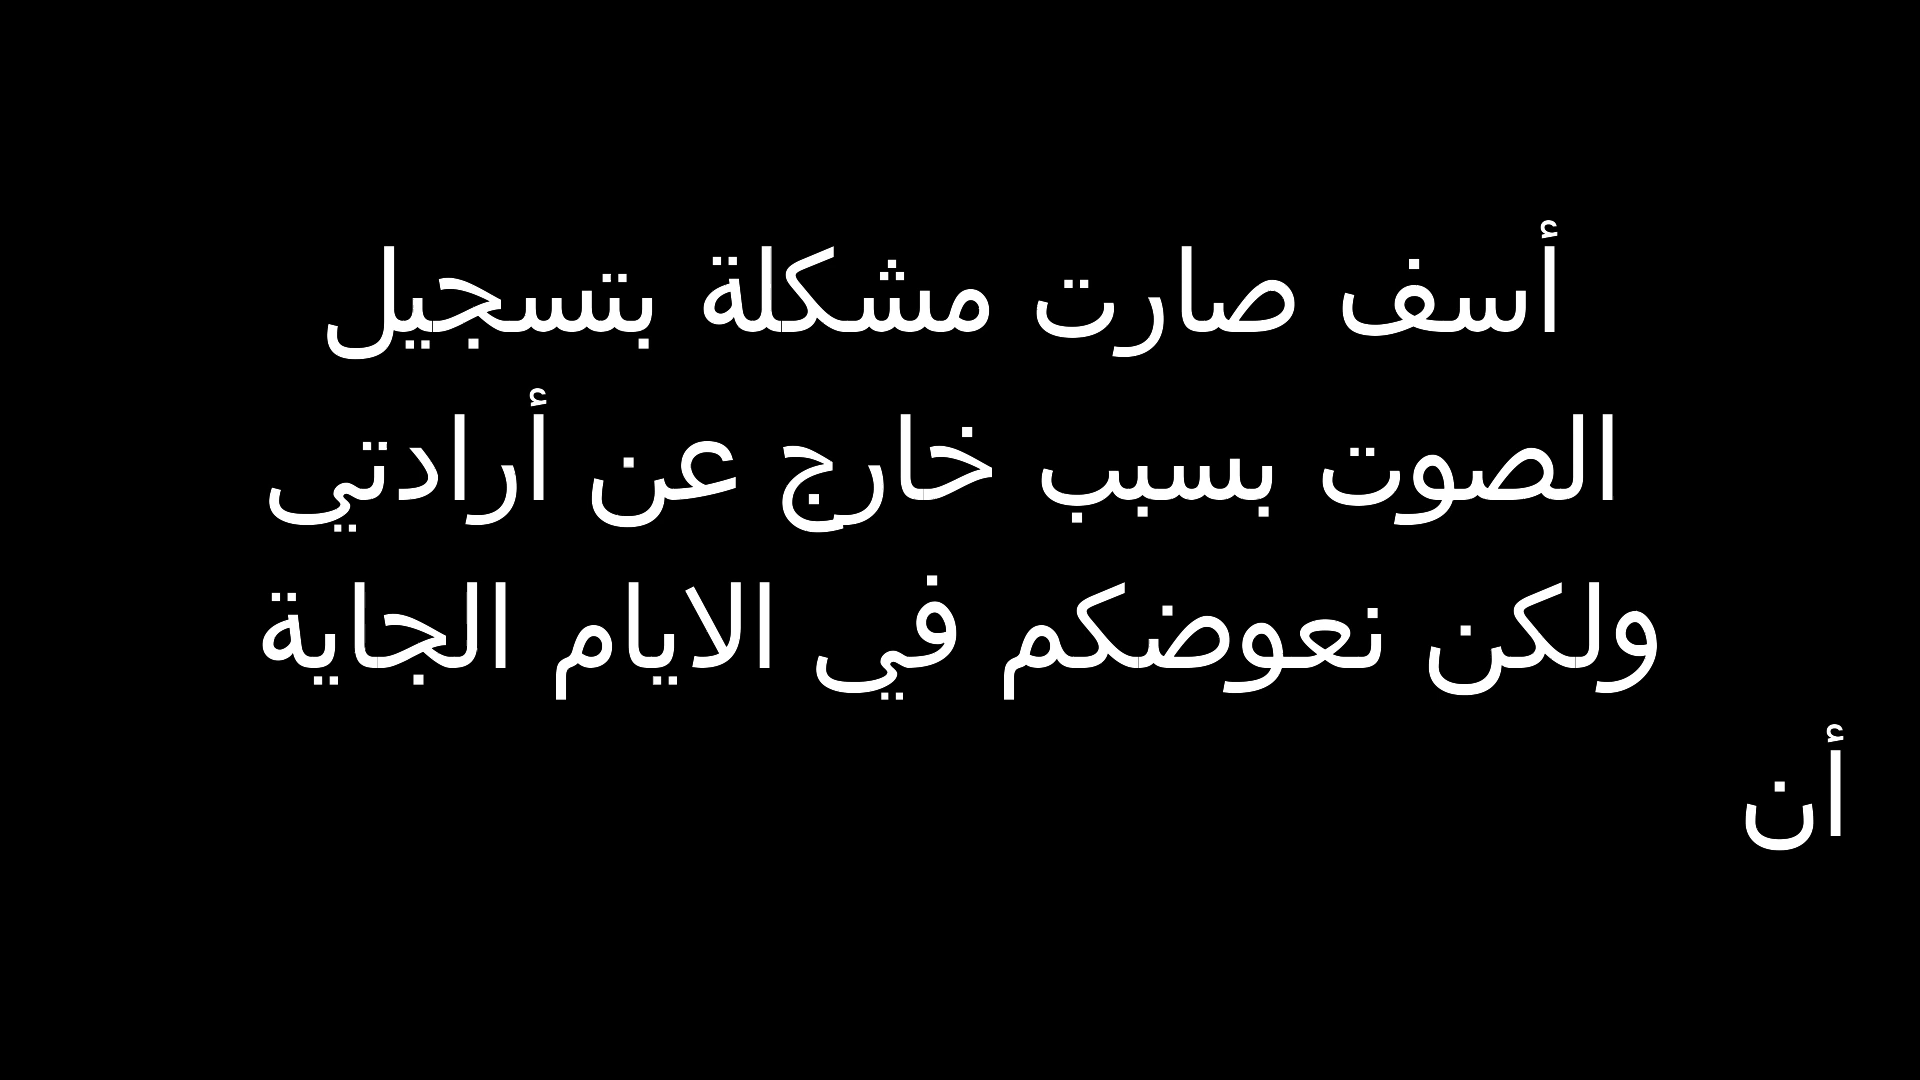 أسف صارت مشكلة بتسجيل
الصوت بسبب خارج عن أرادتي
ولكن نعوضكم في الايام الجاية
أن